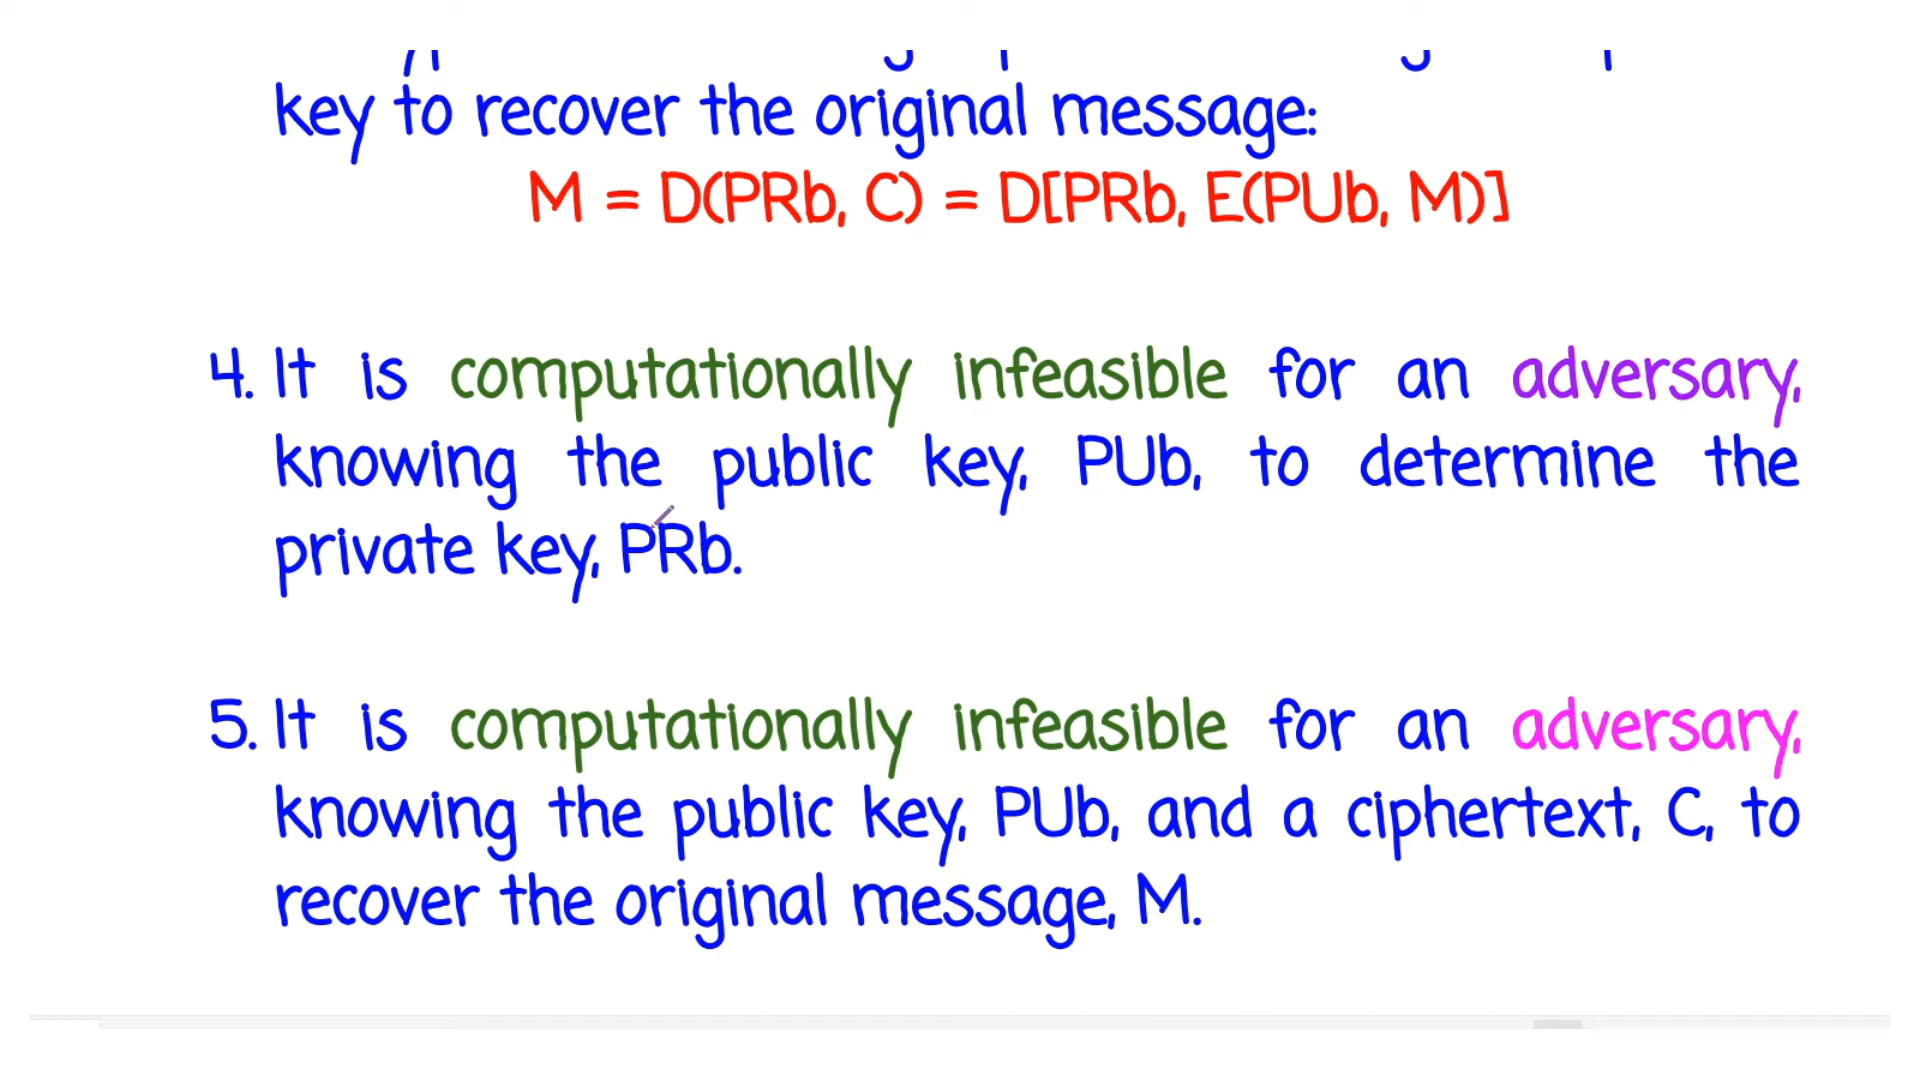 key to recover the original message:
M = D(PRb, C) = D[PRb, E(PUb, M)]
4. It is computationally infeasible for an adversary,
knowing the public key, PUb, to determine the
private key, PRb.
5. It is computationally infeasible for an adversary,
knowing the public key, PUb, and a ciphertext, C, to
recover the original message, M.